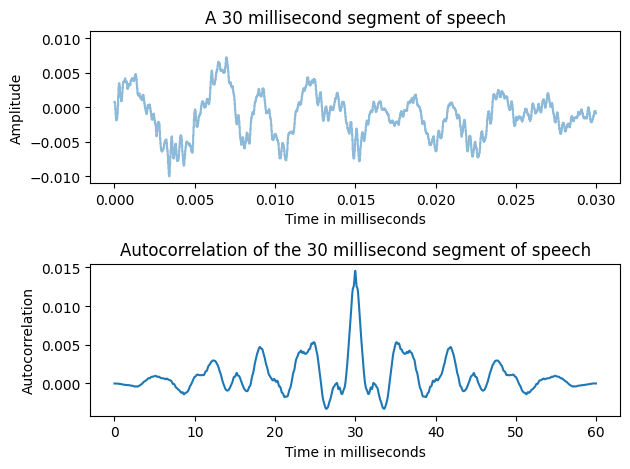 A 30 millisecond segment of speech
0.010
0.005
0.000
−0.005
−0.010
Amplitude
0.000 0.005 0.010 0.015 0.020 0.025 0.030
Time in milliseconds
Autocorrelation of the 30 millisecond segment of speech
0.015
0.010
0.005
0.000
Autocorrelation
0 10 20 30 40 50 60
Time in milliseconds